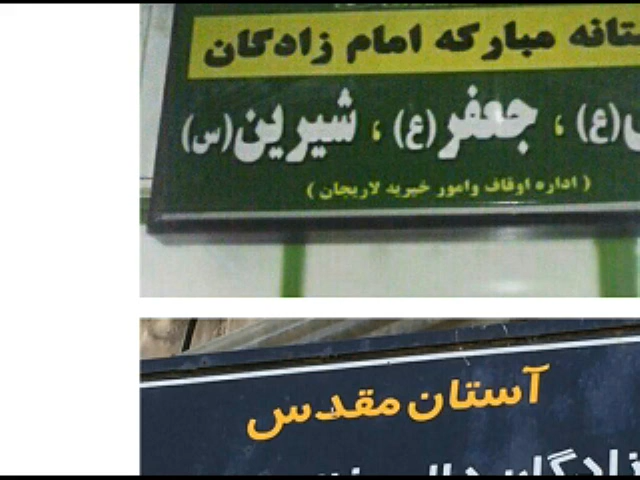 مبارکه امام زادگان
(ع) ، جعفر (ع) ، شیرین (س)
( اداره اوقاف وامور خیریه لاریجان )
آستان مقدس